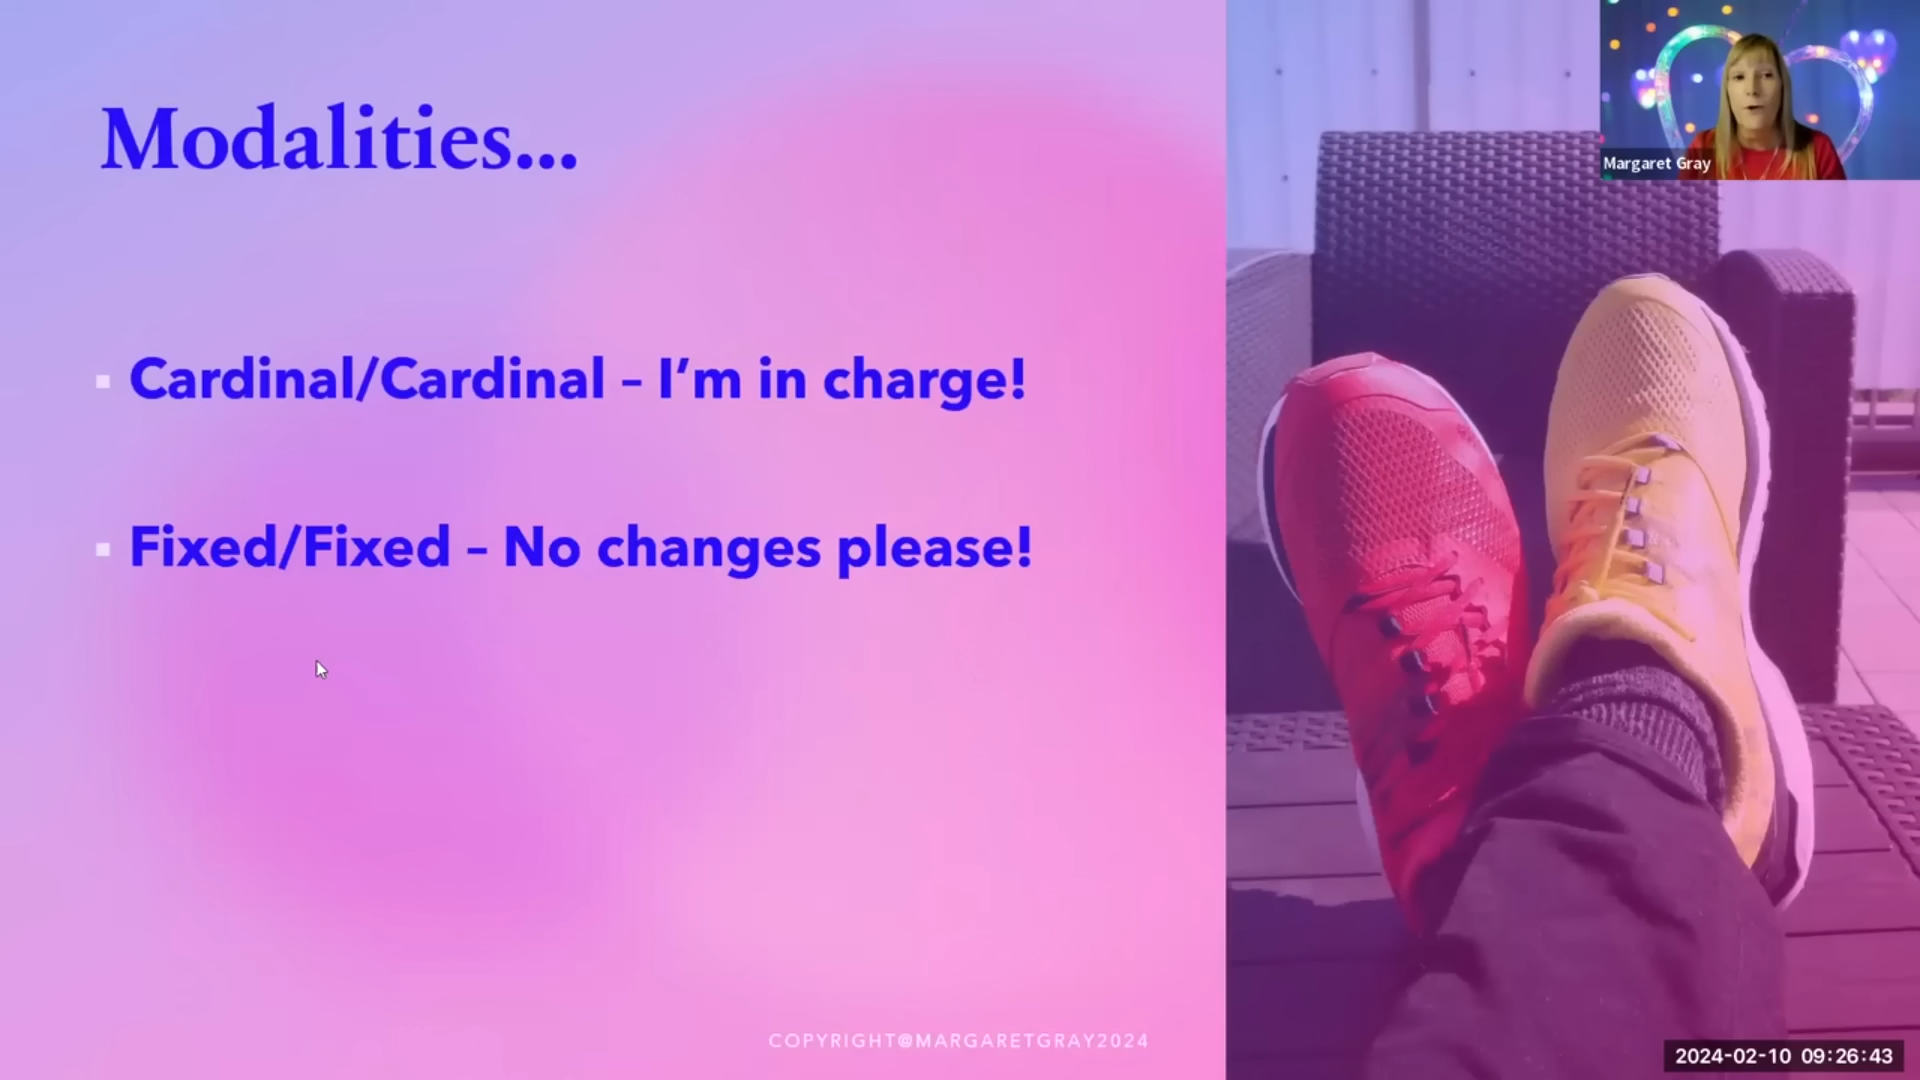 Modalities...
Cardinal/Cardinal – I’m in charge!
Fixed/Fixed – No changes please!
COPYRIGHT@MARGARETGRAY2024
Margaret Gray
2024-02-10 09:26:43